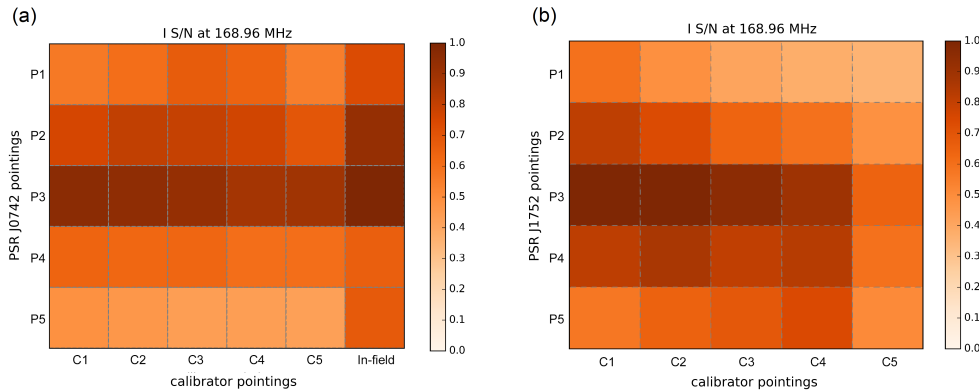 (a)
I S/N at 168.96 MHz
PSR J0742 pointings
P1
P2
P3
P4
P5
C1 C2 C3 C4 C5 In-field
calibrator pointings
1.0
0.9
0.8
0.7
0.6
0.5
0.4
0.3
0.2
0.1
0.0
(b)
I S/N at 168.96 MHz
PSR J1752 pointings
P1
P2
P3
P4
P5
C1 C2 C3 C4 C5
calibrator pointings
1.0
0.9
0.8
0.7
0.6
0.5
0.4
0.3
0.2
0.1
0.0